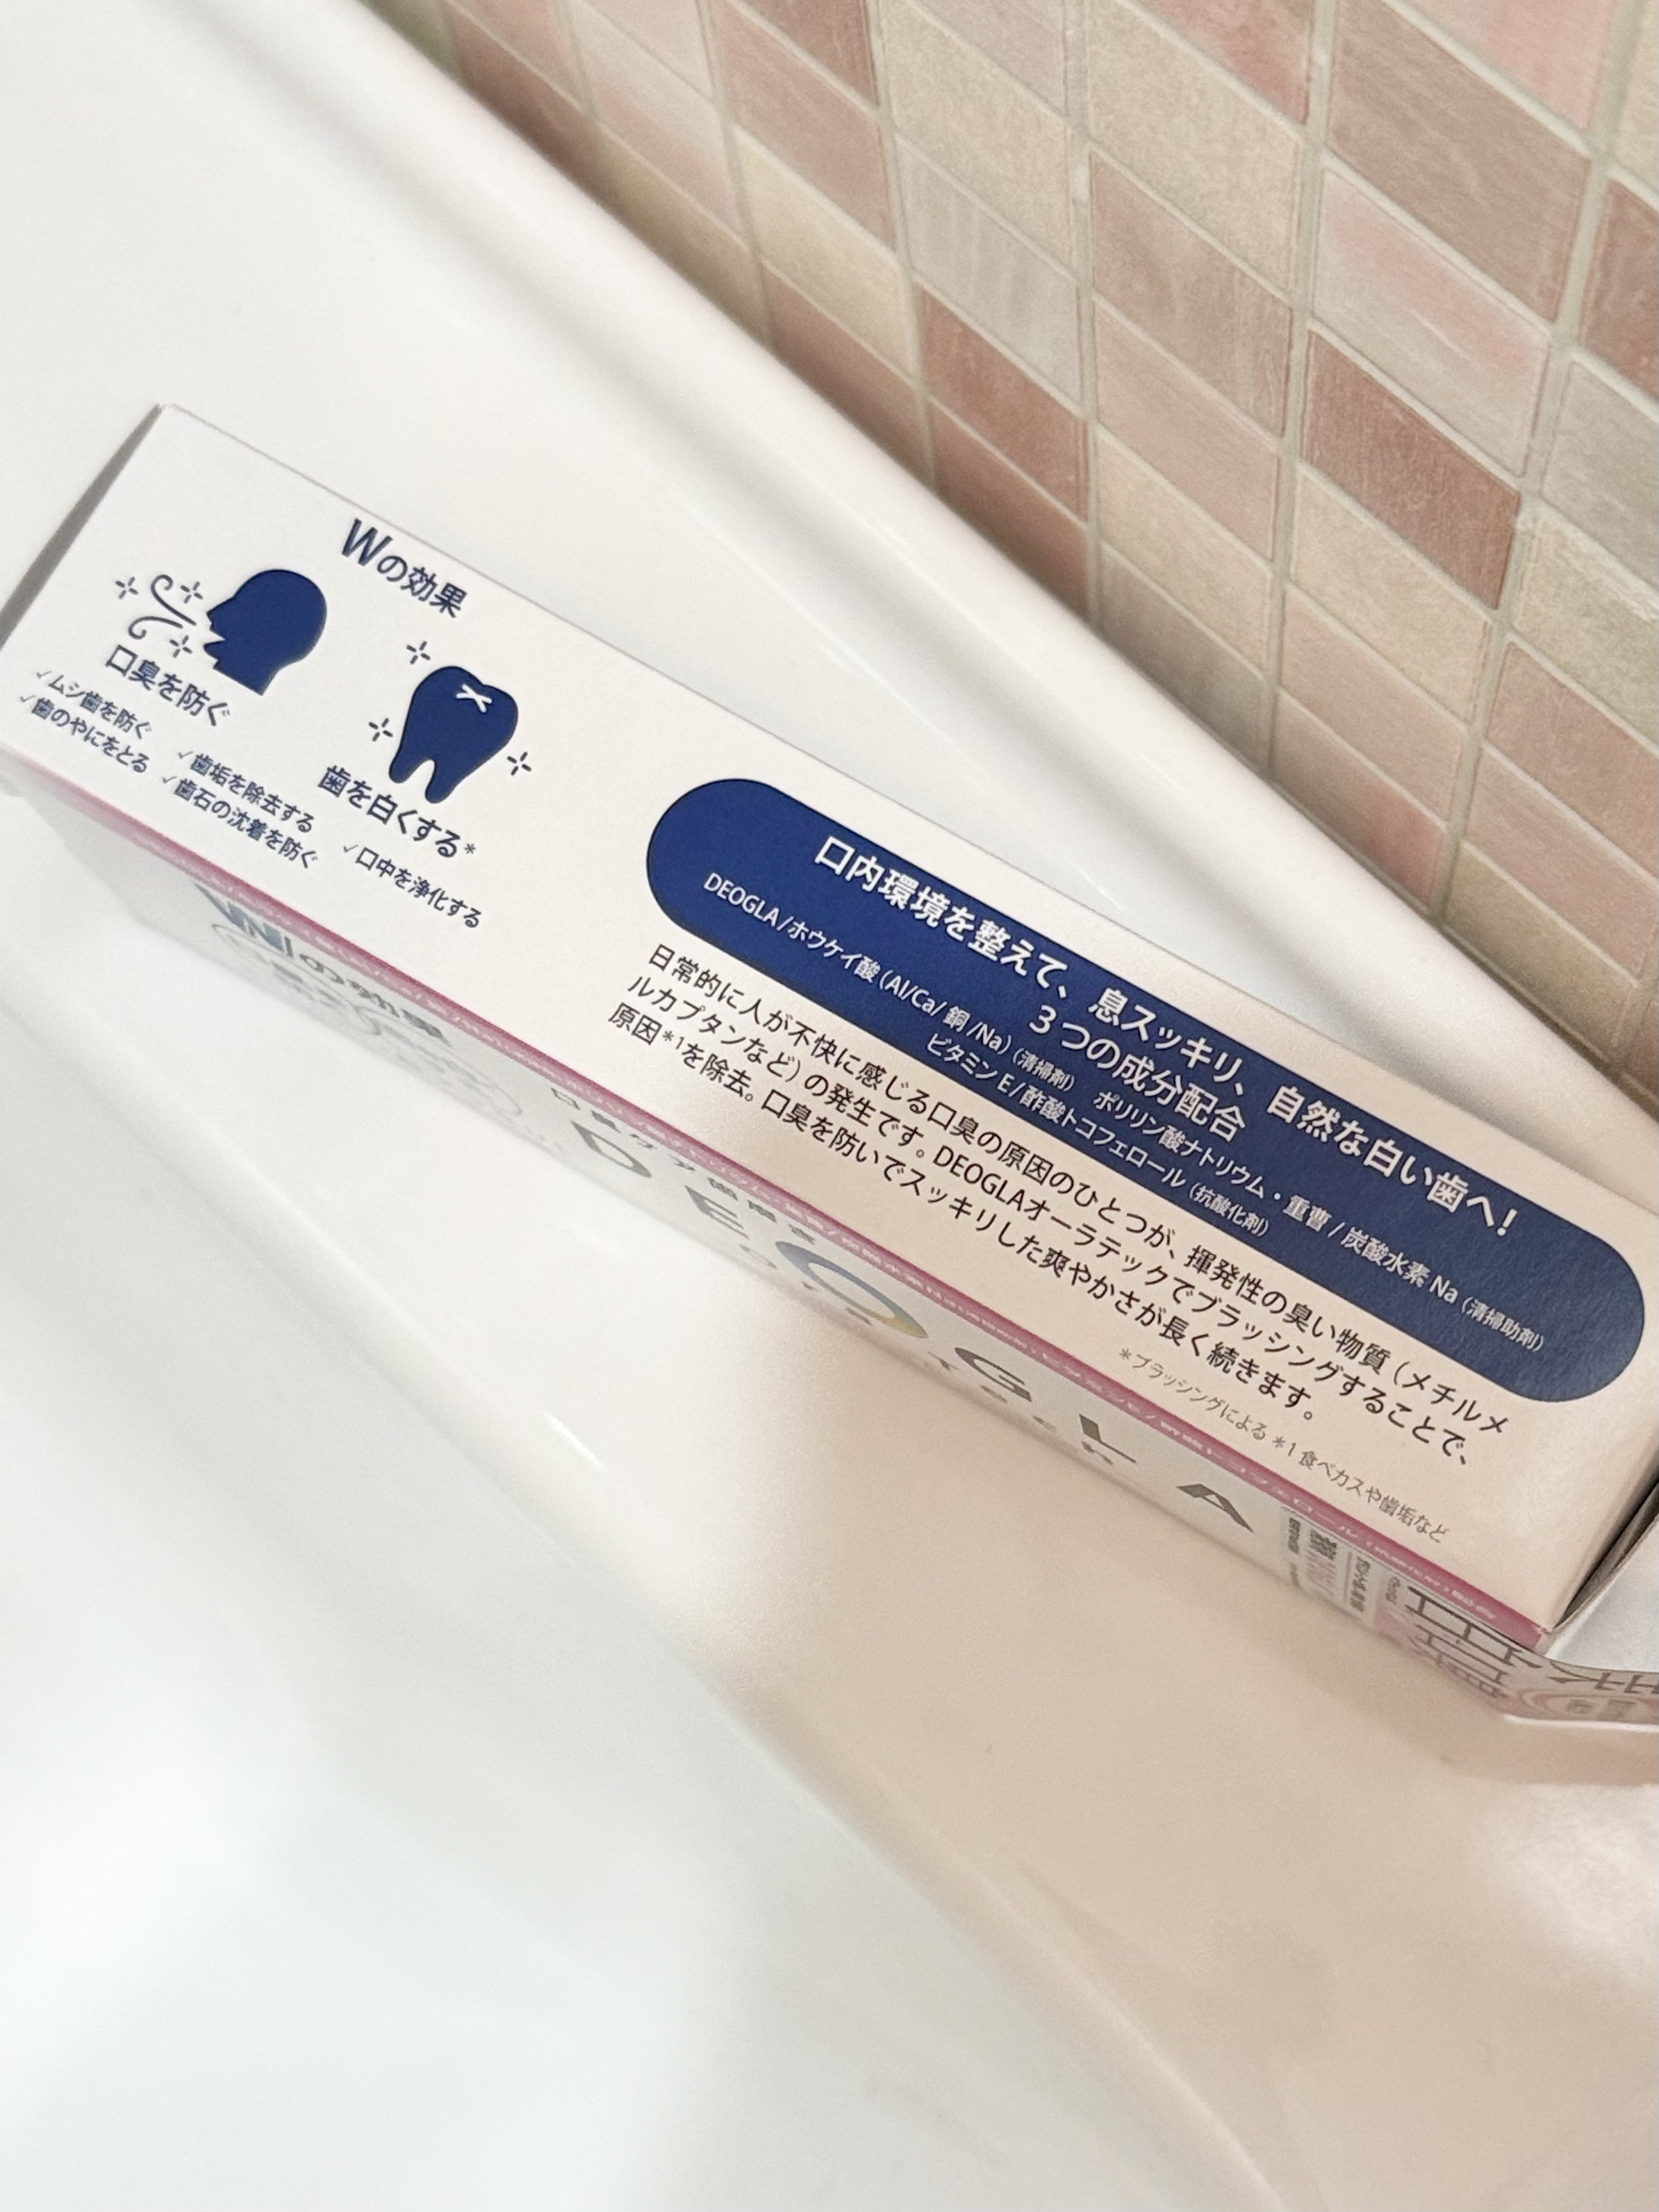 Wの効果
口臭を防ぐ
歯を白くする*
✓ムシ歯を防ぐ
✓歯垢を除去する
✓口中を浄化する
✓歯のやにをとる
✓歯石の沈着を防ぐ
口内環境を整えて、息スッキリ、自然な白い歯へ!
3つの成分配合
DEOGLA/ホウケイ酸(Al/Ca/ 銅 /Na)(清掃剤) ポリリン酸ナトリウム・重曹 / 炭酸水素 Na(清掃助剤)
ビタミン E/酢酸トコフェロール(抗酸化剤)
日常的に人が不快に感じる口臭の原因のひとつが、揮発性の臭い物質(メチルメ
ルカプタンなど)の発生です。DEOGLAオーラテックでブラッシングすることで、
原因*1を除去。口臭を防いでスッキリした爽やかさが長く続きます。
*ブラッシングによる *1 食べカスや歯垢など
Wの効果
DEOGLA